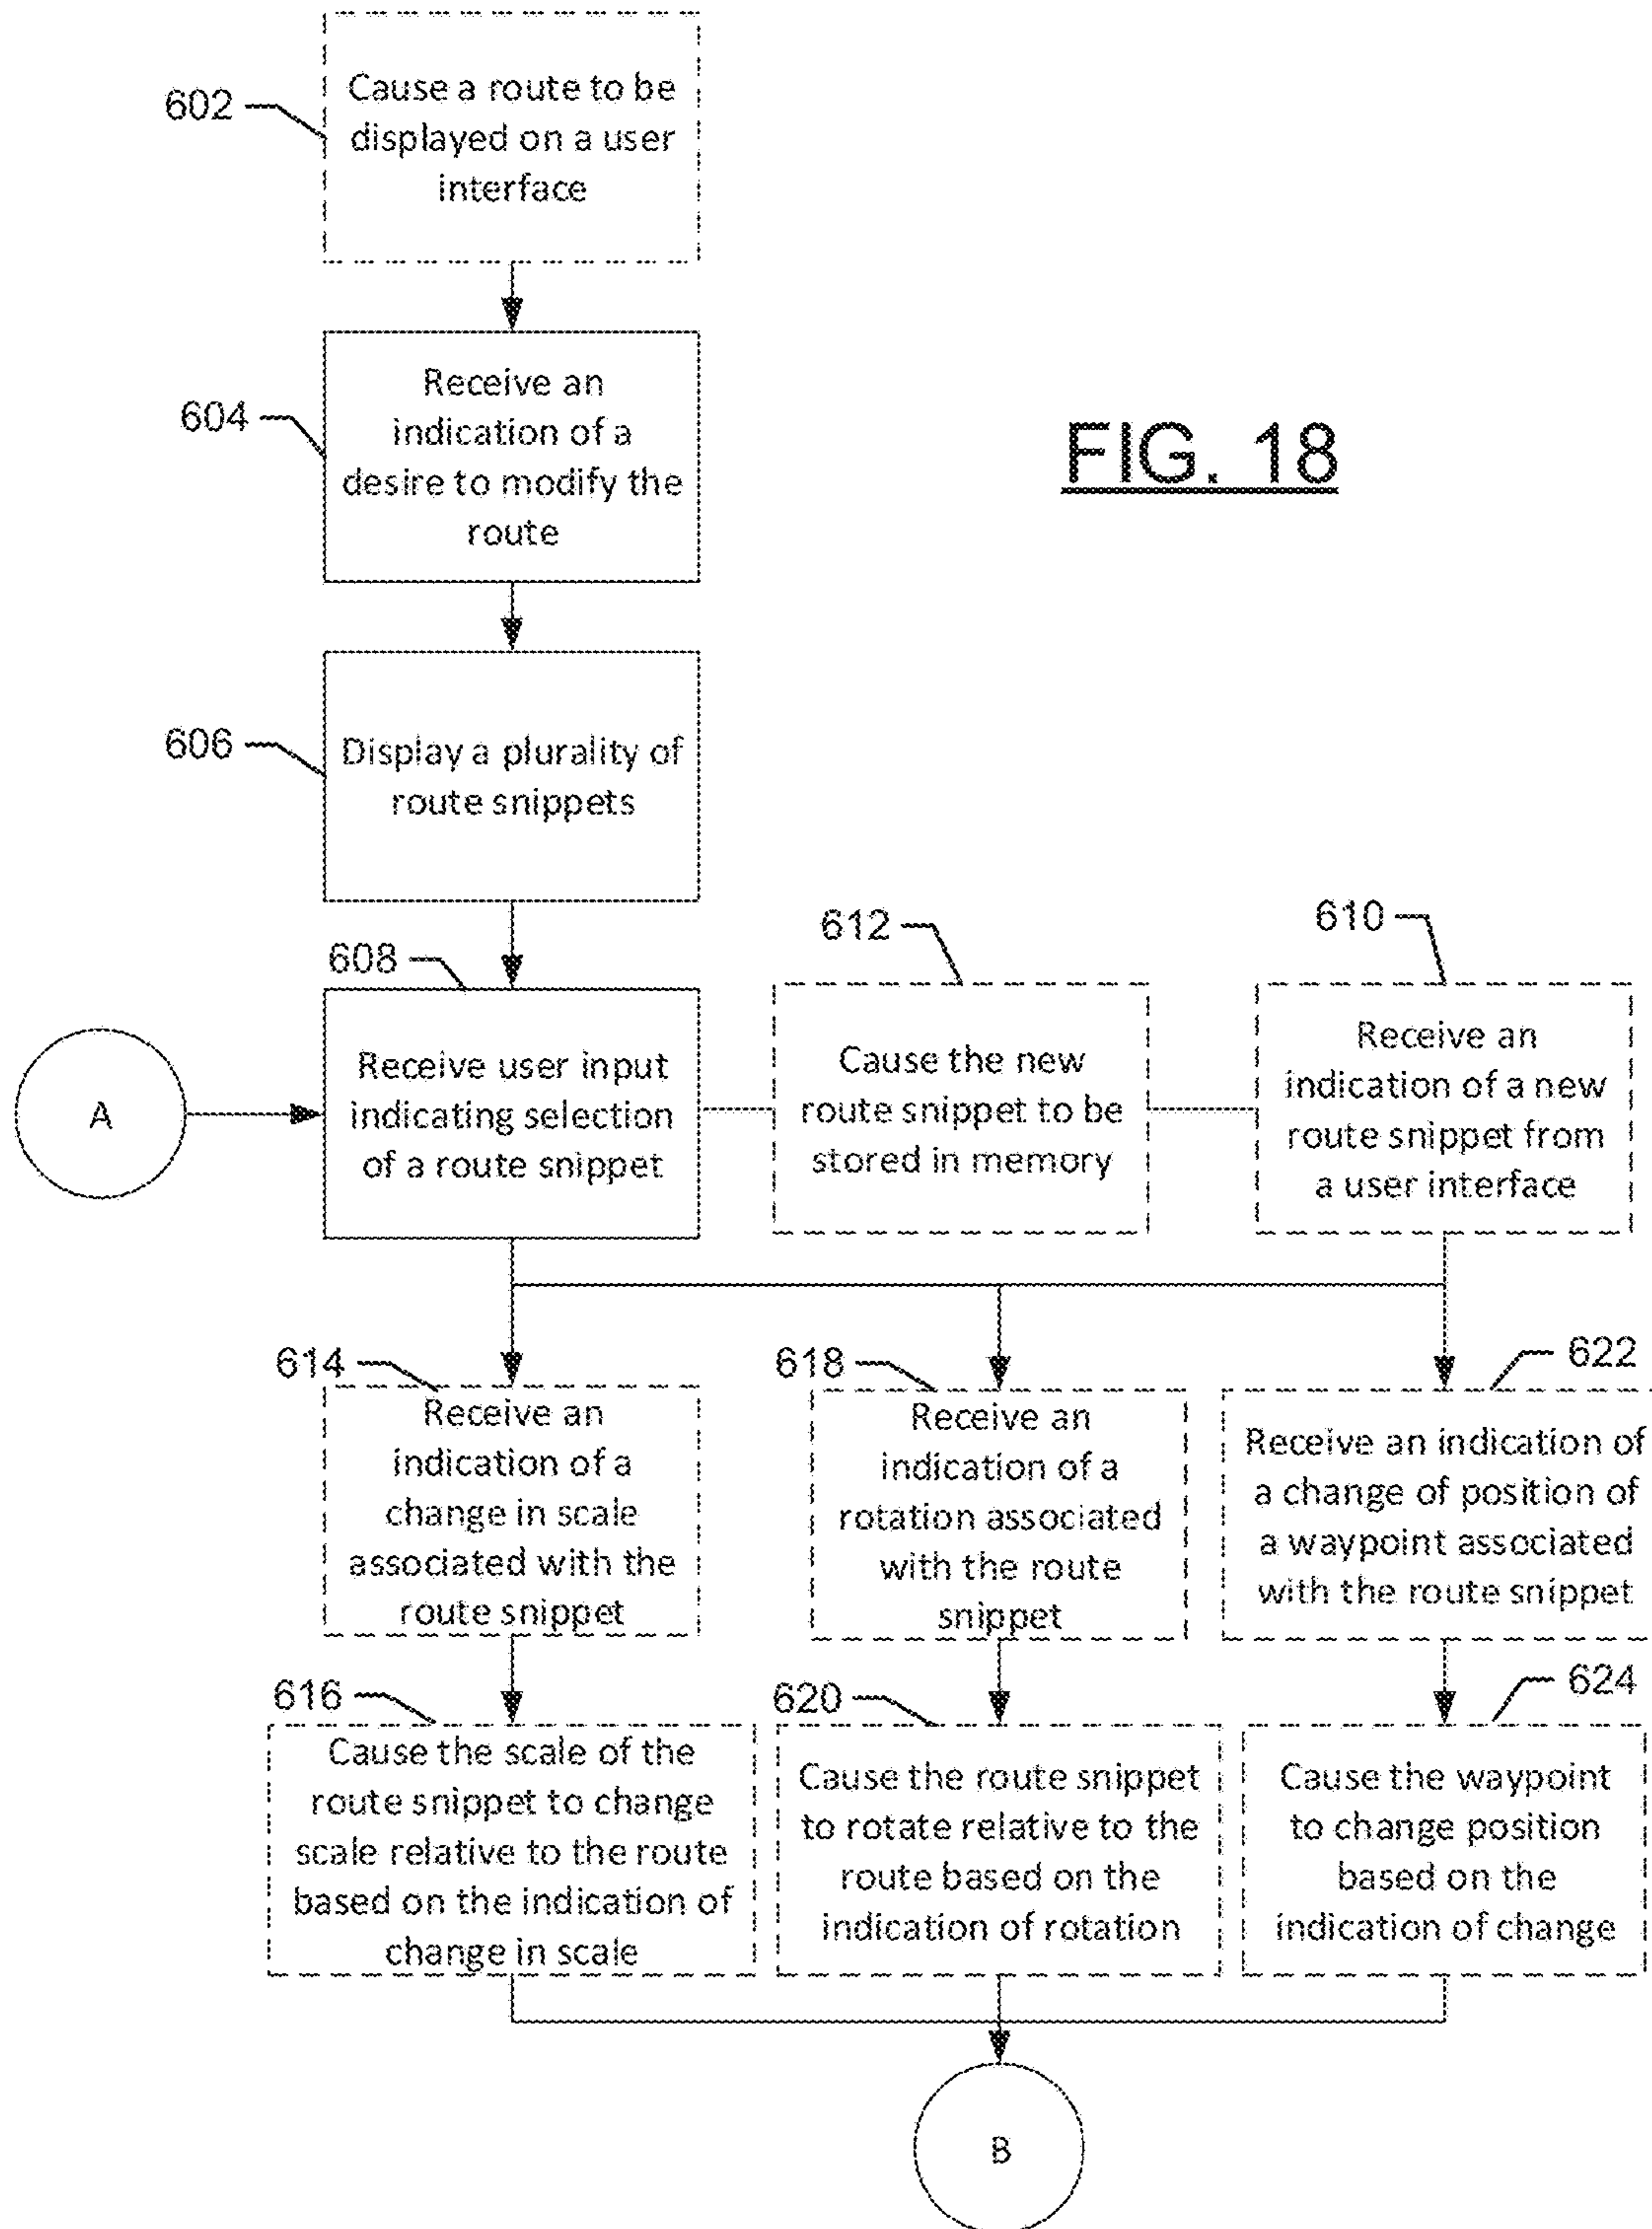 602
Cause a route to be
displayed on a user
interface
604
Receive an
indication of a
desire to modify the
route
FIG. 18
606
Display a plurality of
route snippets
608
612
610
A
Receive user input
indicating selection
of a route snippet
Cause the new
route snippet to be
stored in memory
Receive an
indication of a new
route snippet from
a user interface
614
618
622
Receive an
indication of a
change in scale
associated with the
route snippet
Receive an
indication of a
rotation associated
with the route
snippet
Receive an indication of
a change of position of
a waypoint associated
with the route snippet
616
620
624
Cause the scale of the
route snippet to change
scale relative to the route
based on the indication of
change in scale
Cause the route snippet
to rotate relative to the
route based on the
indication of rotation
Cause the waypoint
to change position
based on the
indication of change
B